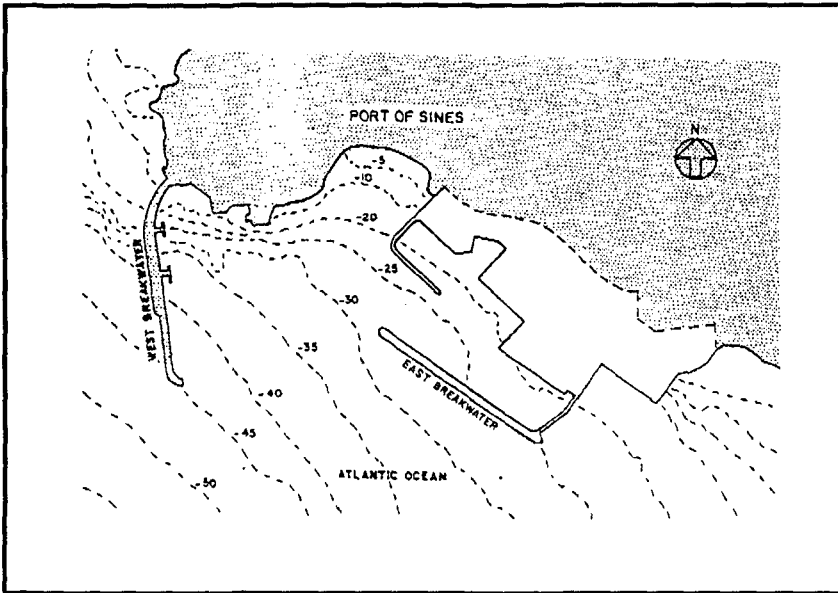 PORT OF SINES
N
-5
-10
-20
-25
-30
-35
-40
-45
-50
WEST BREAKWATER
EAST BREAKWATER
ATLANTIC OCEAN